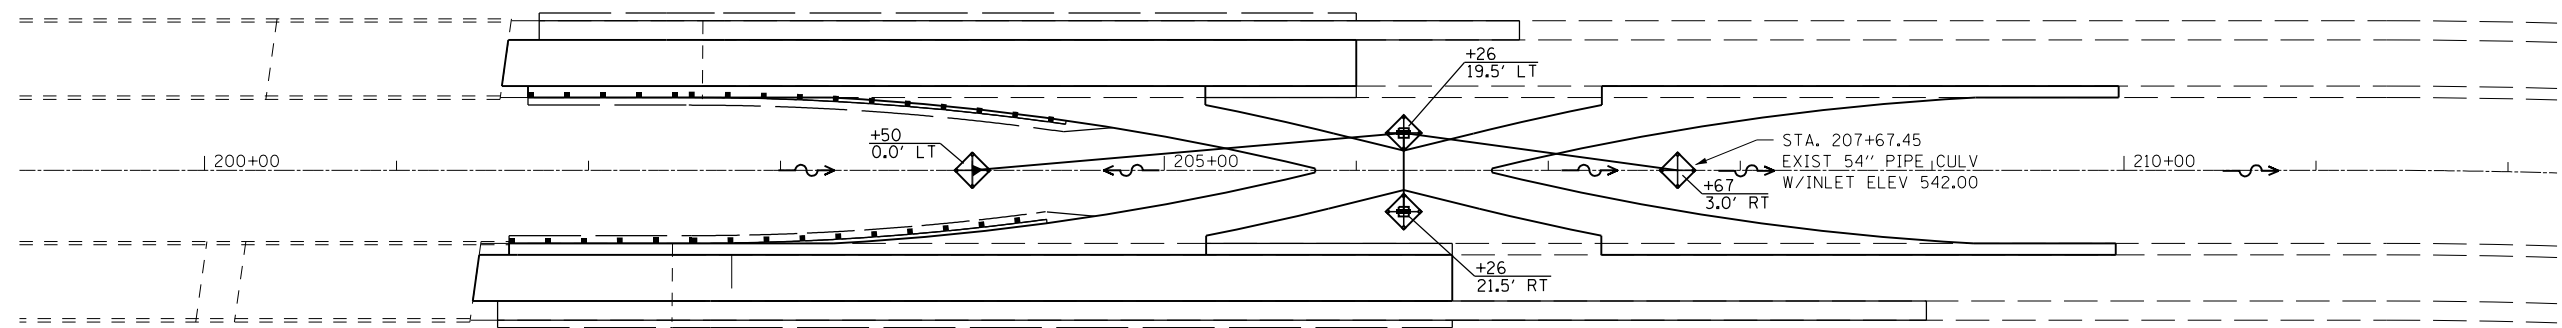 +26
19.5' LT
+50
0.0' LT
200+00
205+00
STA. 207+67.45
EXIST 54" PIPE CULV
W/INLET ELEV 542.00
210+00
+67
3.0' RT
+26
21.5' RT